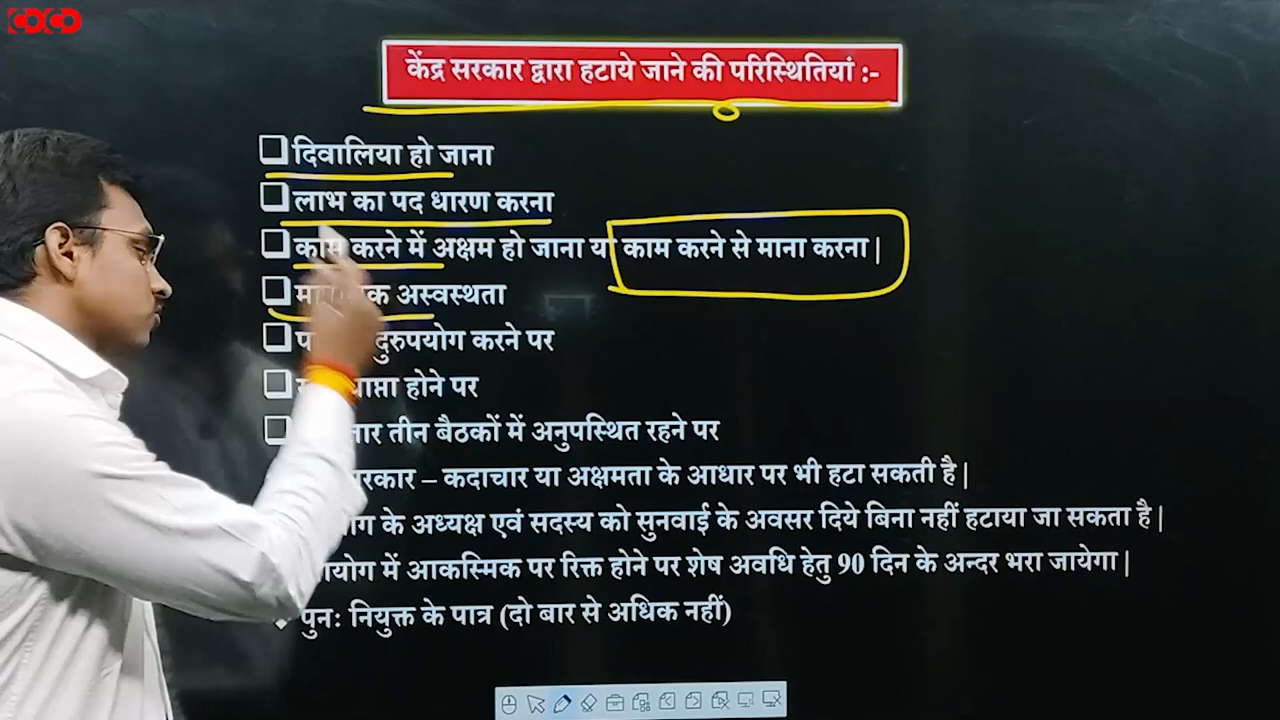 COCO
केंद्र सरकार द्वारा हटाये जाने की परिस्थितियां :-
दिवालिया हो जाना
लाभ का पद धारण करना
काम करने में अक्षम हो जाना या काम करने से माना करना |
अस्वस्थता
दुरुपयोग करने पर
होने पर
तीन बैठकों में अनुपस्थित रहने पर
– कदाचार या अक्षमता के आधार पर भी हटा सकती है |
के अध्यक्ष एवं सदस्य को सुनवाई के अवसर दिये बिना नहीं हटाया जा सकता है |
में आकस्मिक पर रिक्त होने पर शेष अवधि हेतु 90 दिन के अन्दर भरा जायेगा |
पुनः नियुक्त के पात्र (दो बार से अधिक नहीं)